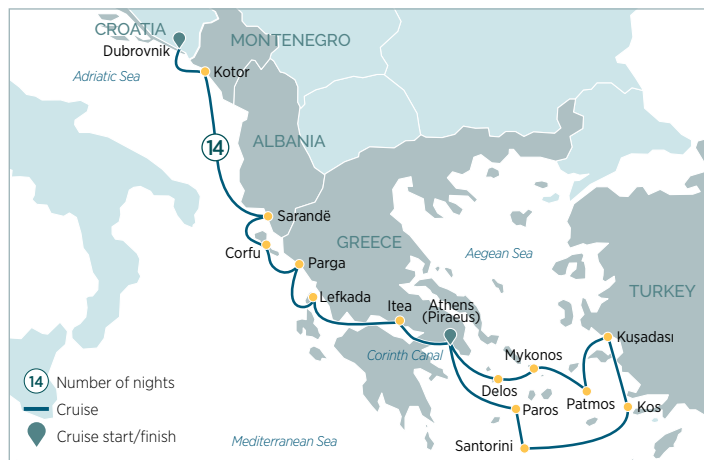 CROATIA
Dubrovnik
MONTENEGRO
Adriatic Sea
Kotor
14
ALBANIA
Sarandë
Corfu
GREECE
Parga
Aegean Sea
Lefkada
TURKEY
Itea
Athens
(Piraeus)
Kuşadası
Corinth Canal
Mykonos
Delos
Patmos
Paros
Kos
Santorini
Mediterranean Sea
14 Number of nights
Cruise
Cruise start/finish